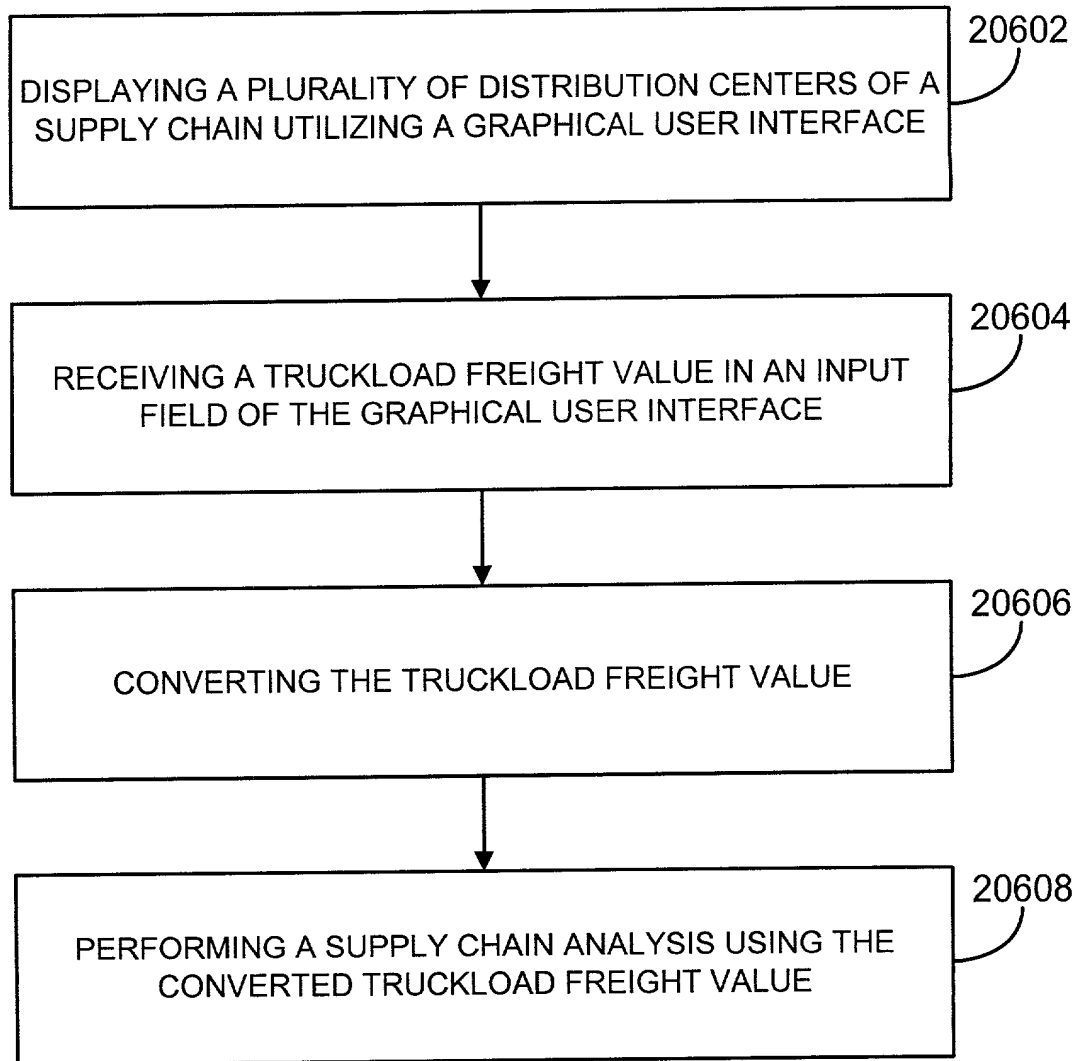 20602
DISPLAYING A PLURALITY OF DISTRIBUTION CENTERS OF A
SUPPLY CHAIN UTILIZING A GRAPHICAL USER INTERFACE
20604
RECEIVING A TRUCKLOAD FREIGHT VALUE IN AN INPUT
FIELD OF THE GRAPHICAL USER INTERFACE
20606
CONVERTING THE TRUCKLOAD FREIGHT VALUE
20608
PERFORMING A SUPPLY CHAIN ANALYSIS USING THE
CONVERTED TRUCKLOAD FREIGHT VALUE